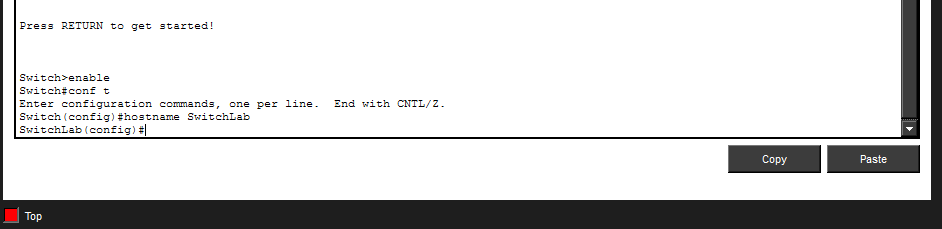 Press RETURN to get started!
Switch>enable
Switch#conf t
Enter configuration commands, one per line.  End with CNTL/Z.
Switch(config)#hostname SwitchLab
SwitchLab(config)#
Copy
Paste
Top